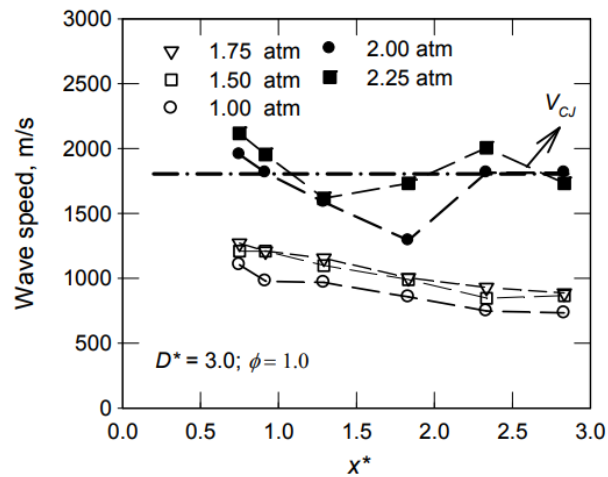 3000
2500
2000
1500
1000
500
0
Wave speed, m/s
1.75 atm
2.00 atm
1.50 atm
2.25 atm
1.00 atm
V_CJ
D* = 3.0; ϕ = 1.0
0.0 0.5 1.0 1.5 2.0 2.5 3.0
x*